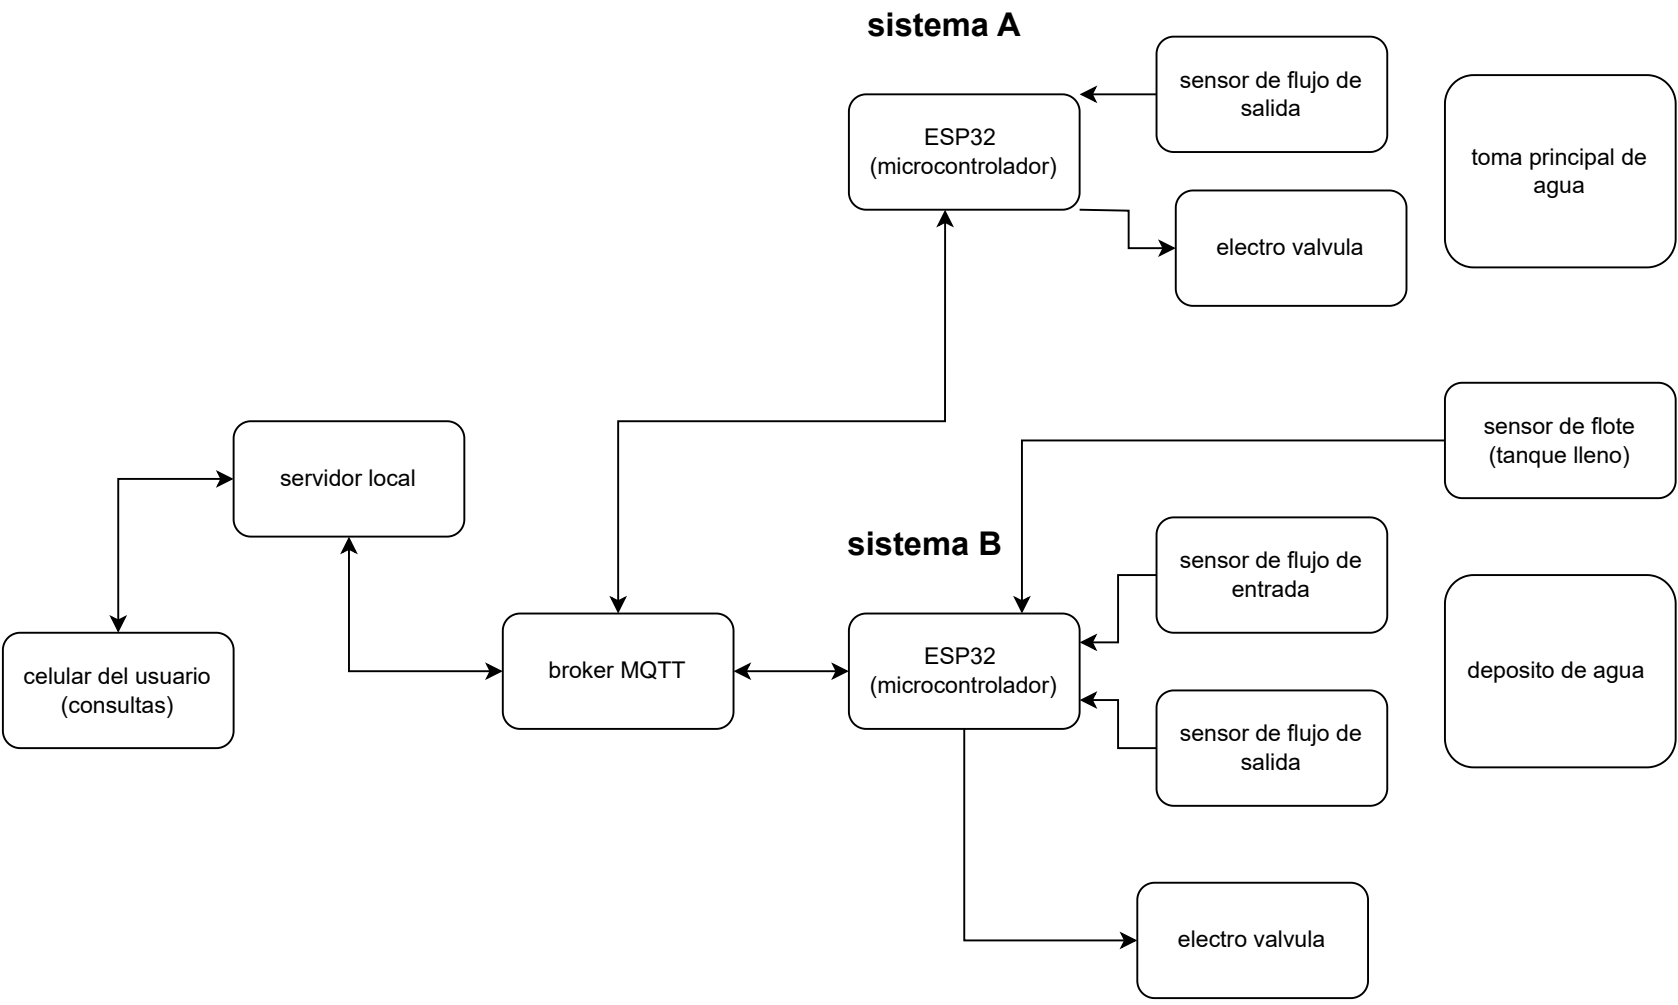 sistema A
sensor de flujo de
salida
ESP32
(microcontrolador)
toma principal de
agua
electro valvula
sensor de flote
(tanque lleno)
servidor local
sistema B
sensor de flujo de
entrada
ESP32
(microcontrolador)
broker MQTT
celular del usuario
(consultas)
deposito de agua
sensor de flujo de
salida
electro valvula